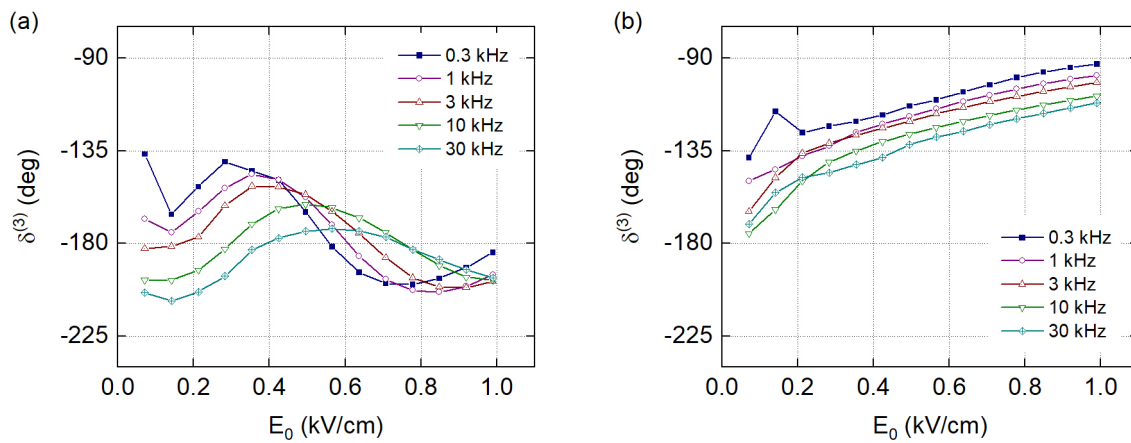 (a)
-90
-135
-180
-225
δ(3) (deg)
0.0 0.2 0.4 0.6 0.8 1.0
E0 (kV/cm)
0.3 kHz
1 kHz
3 kHz
10 kHz
30 kHz
(b)
-90
-135
-180
-225
δ(3) (deg)
0.0 0.2 0.4 0.6 0.8 1.0
E0 (kV/cm)
0.3 kHz
1 kHz
3 kHz
10 kHz
30 kHz